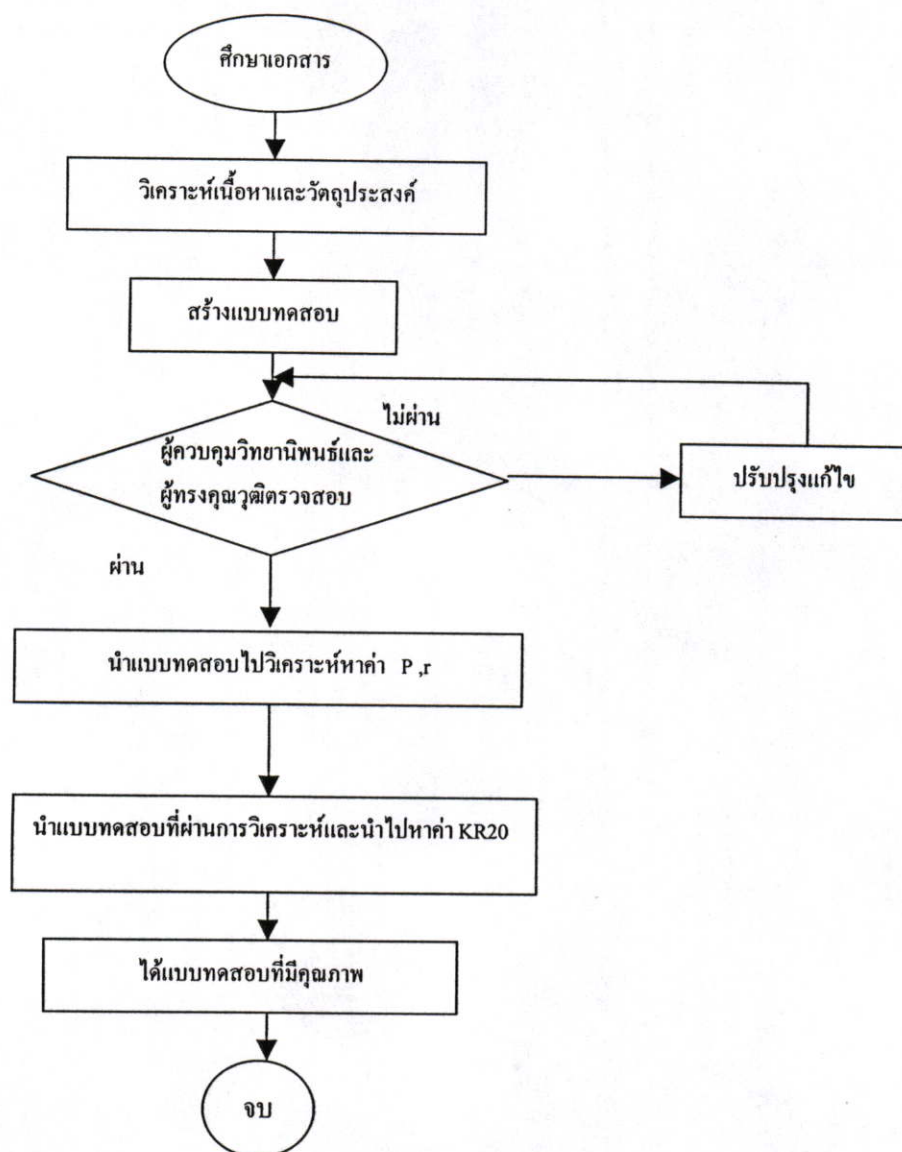 ศึกษาเอกสาร
วิเคราะห์เนื้อหาและวัตถุประสงค์
สร้างแบบทดสอบ
ไม่ผ่าน
ผู้ควบคุมวิทยานิพนธ์และ
ผู้ทรงคุณวุฒิตรวจสอบ
ปรับปรุงแก้ไข
ผ่าน
นำแบบทดสอบไปวิเคราะห์หาค่า P ,r
นำแบบทดสอบที่ผ่านการวิเคราะห์และนำไปหาค่า KR20
ได้แบบทดสอบที่มีคุณภาพ
จบ